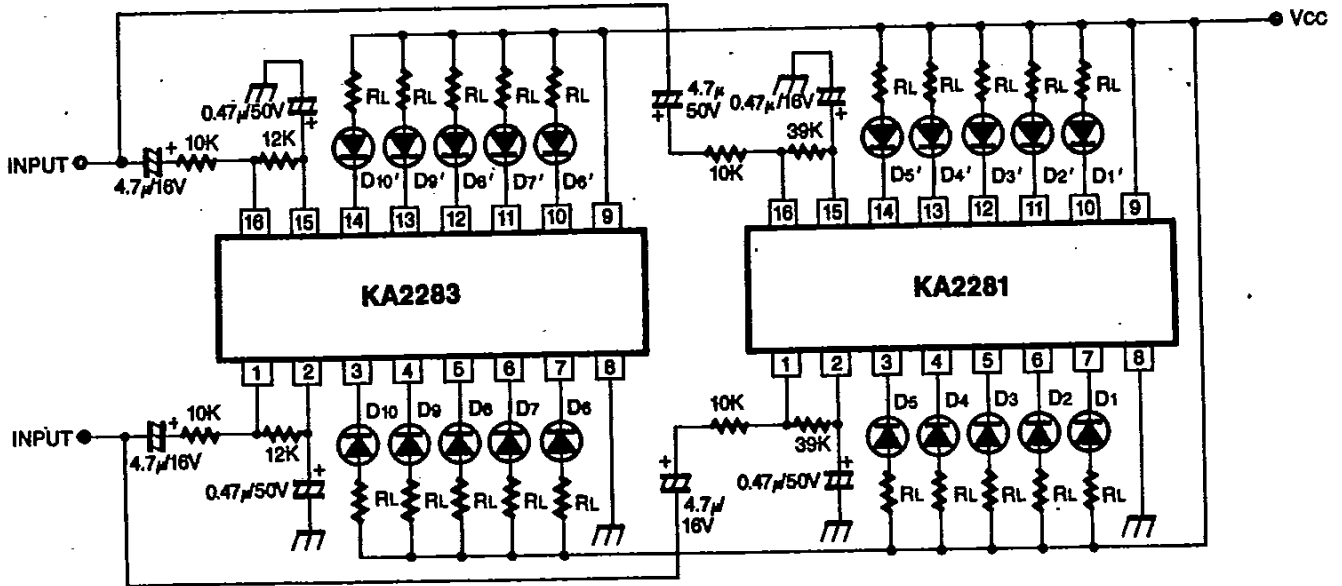 VCC
0.47μ/50V
RL RL RL RL RL
4.7μ
50V
0.47μ/16V
RL RL RL RL RL
INPUT
+
10K
12K
+
4.7μ/16V
+
10K
39K
+
D10' D9' D6' D7' D6'
D5' D4' D3' D2' D1'
16 15 14 13 12 11 10 9
16 15 14 13 12 11 10 9
KA2283
KA2281
1 2 3 4 5 6 7 8
1 2 3 4 5 6 7 8
D10 D9 D6 D7 D6
D5 D4 D3 D2 D1
INPUT
+
10K
12K
4.7μ/16V
10K
39K
0.47μ/50V
+
RL RL RL RL RL
+
4.7μ/
16V
0.47μ/50V
+
RL RL RL RL RL